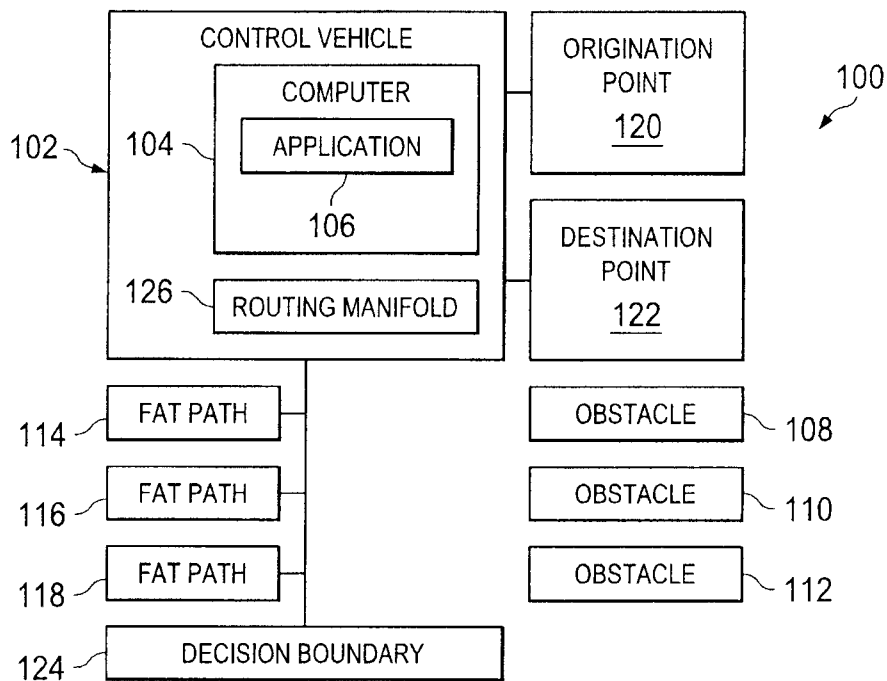 CONTROL VEHICLE
COMPUTER
APPLICATION
106
104
102
126
ROUTING MANIFOLD
ORIGINATION
POINT
120
100
DESTINATION
POINT
122
FAT PATH
114
FAT PATH
116
FAT PATH
118
OBSTACLE
108
OBSTACLE
110
OBSTACLE
112
DECISION BOUNDARY
124